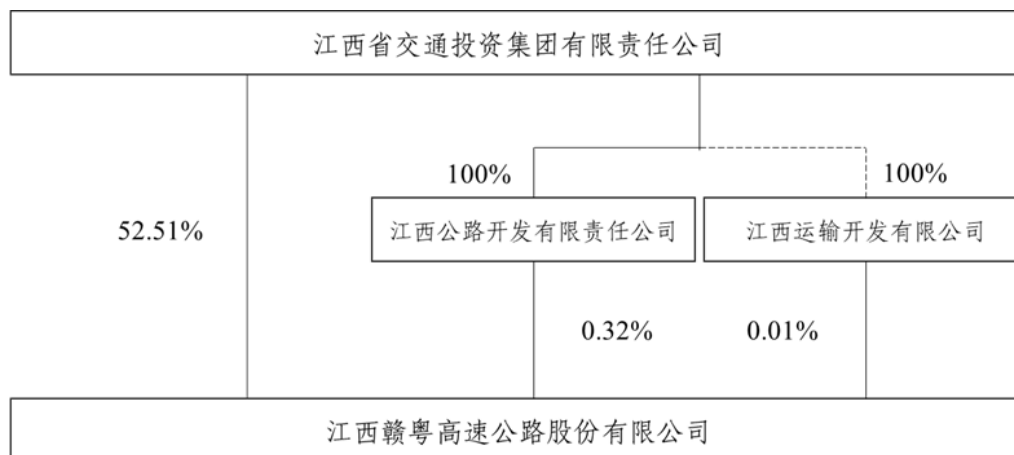 江西省交通投资集团有限责任公司
100%
100%
52.51%
江西公路开发有限责任公司
江西运输开发有限公司
0.32%
0.01%
江西赣粤高速公路股份有限公司